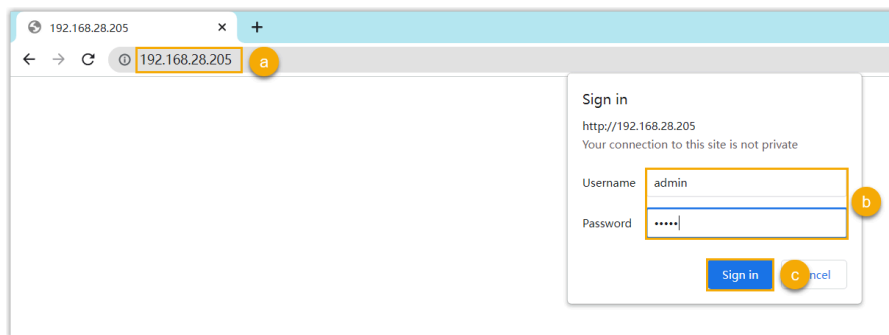 192.168.28.205
192.168.28.205 a
Sign in
http://192.168.28.205
Your connection to this site is not private
Username admin
b
Password •••••
Sign in c ncel